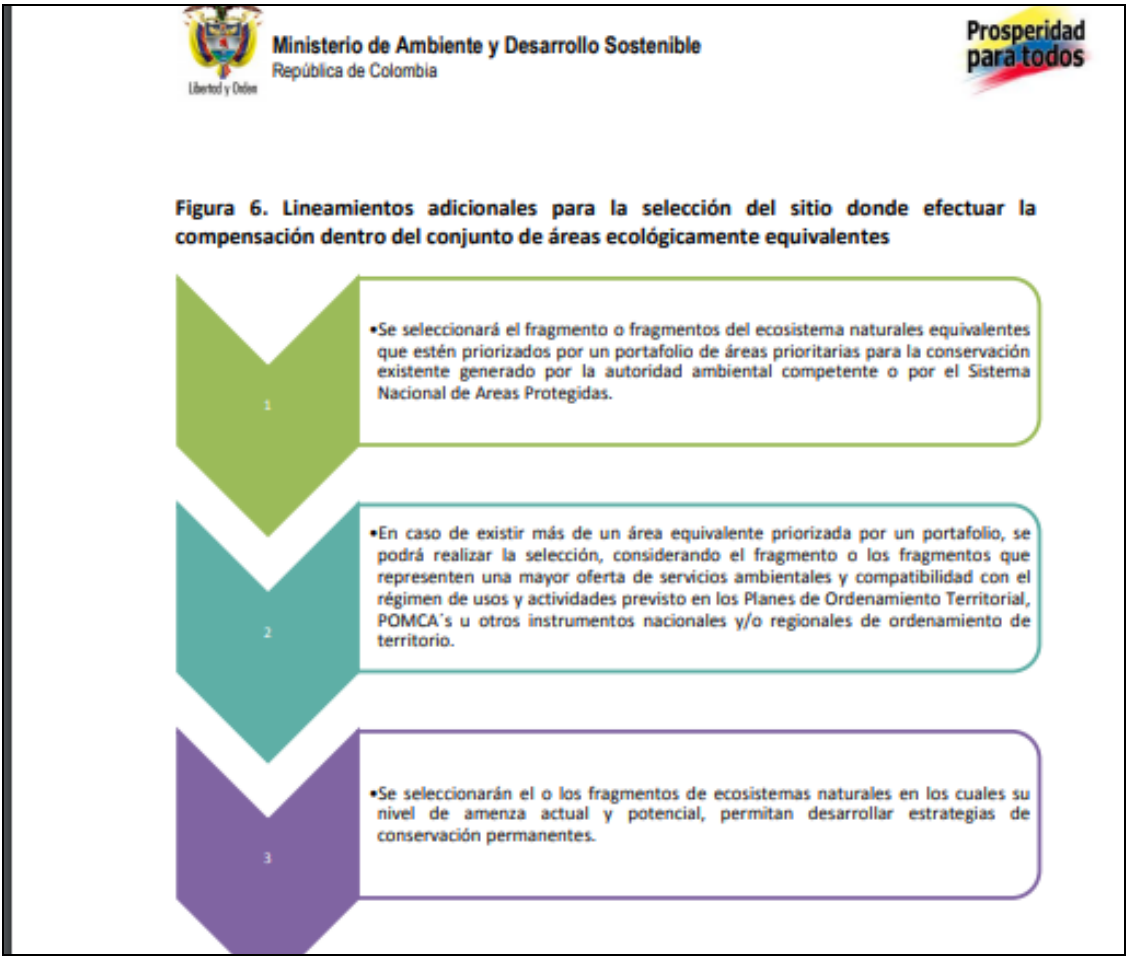 Ministerio de Ambiente y Desarrollo Sostenible
República de Colombia
Libertad y Orden
Prosperidad
para todos
Figura 6. Lineamientos adicionales para la selección del sitio donde efectuar la
compensación dentro del conjunto de áreas ecológicamente equivalentes
1
•Se seleccionará el fragmento o fragmentos del ecosistema naturales equivalentes
que estén priorizados por un portafolio de áreas prioritarias para la conservación
existente generado por la autoridad ambiental competente o por el Sistema
Nacional de Areas Protegidas.
2
•En caso de existir más de un área equivalente priorizada por un portafolio, se
podrá realizar la selección, considerando el fragmento o los fragmentos que
representen una mayor oferta de servicios ambientales y compatibilidad con el
régimen de usos y actividades previsto en los Planes de Ordenamiento Territorial,
POMCA´s u otros instrumentos nacionales y/o regionales de ordenamiento de
territorio.
3
•Se seleccionarán el o los fragmentos de ecosistemas naturales en los cuales su
nivel de amenza actual y potencial, permitan desarrollar estrategias de
conservación permanentes.